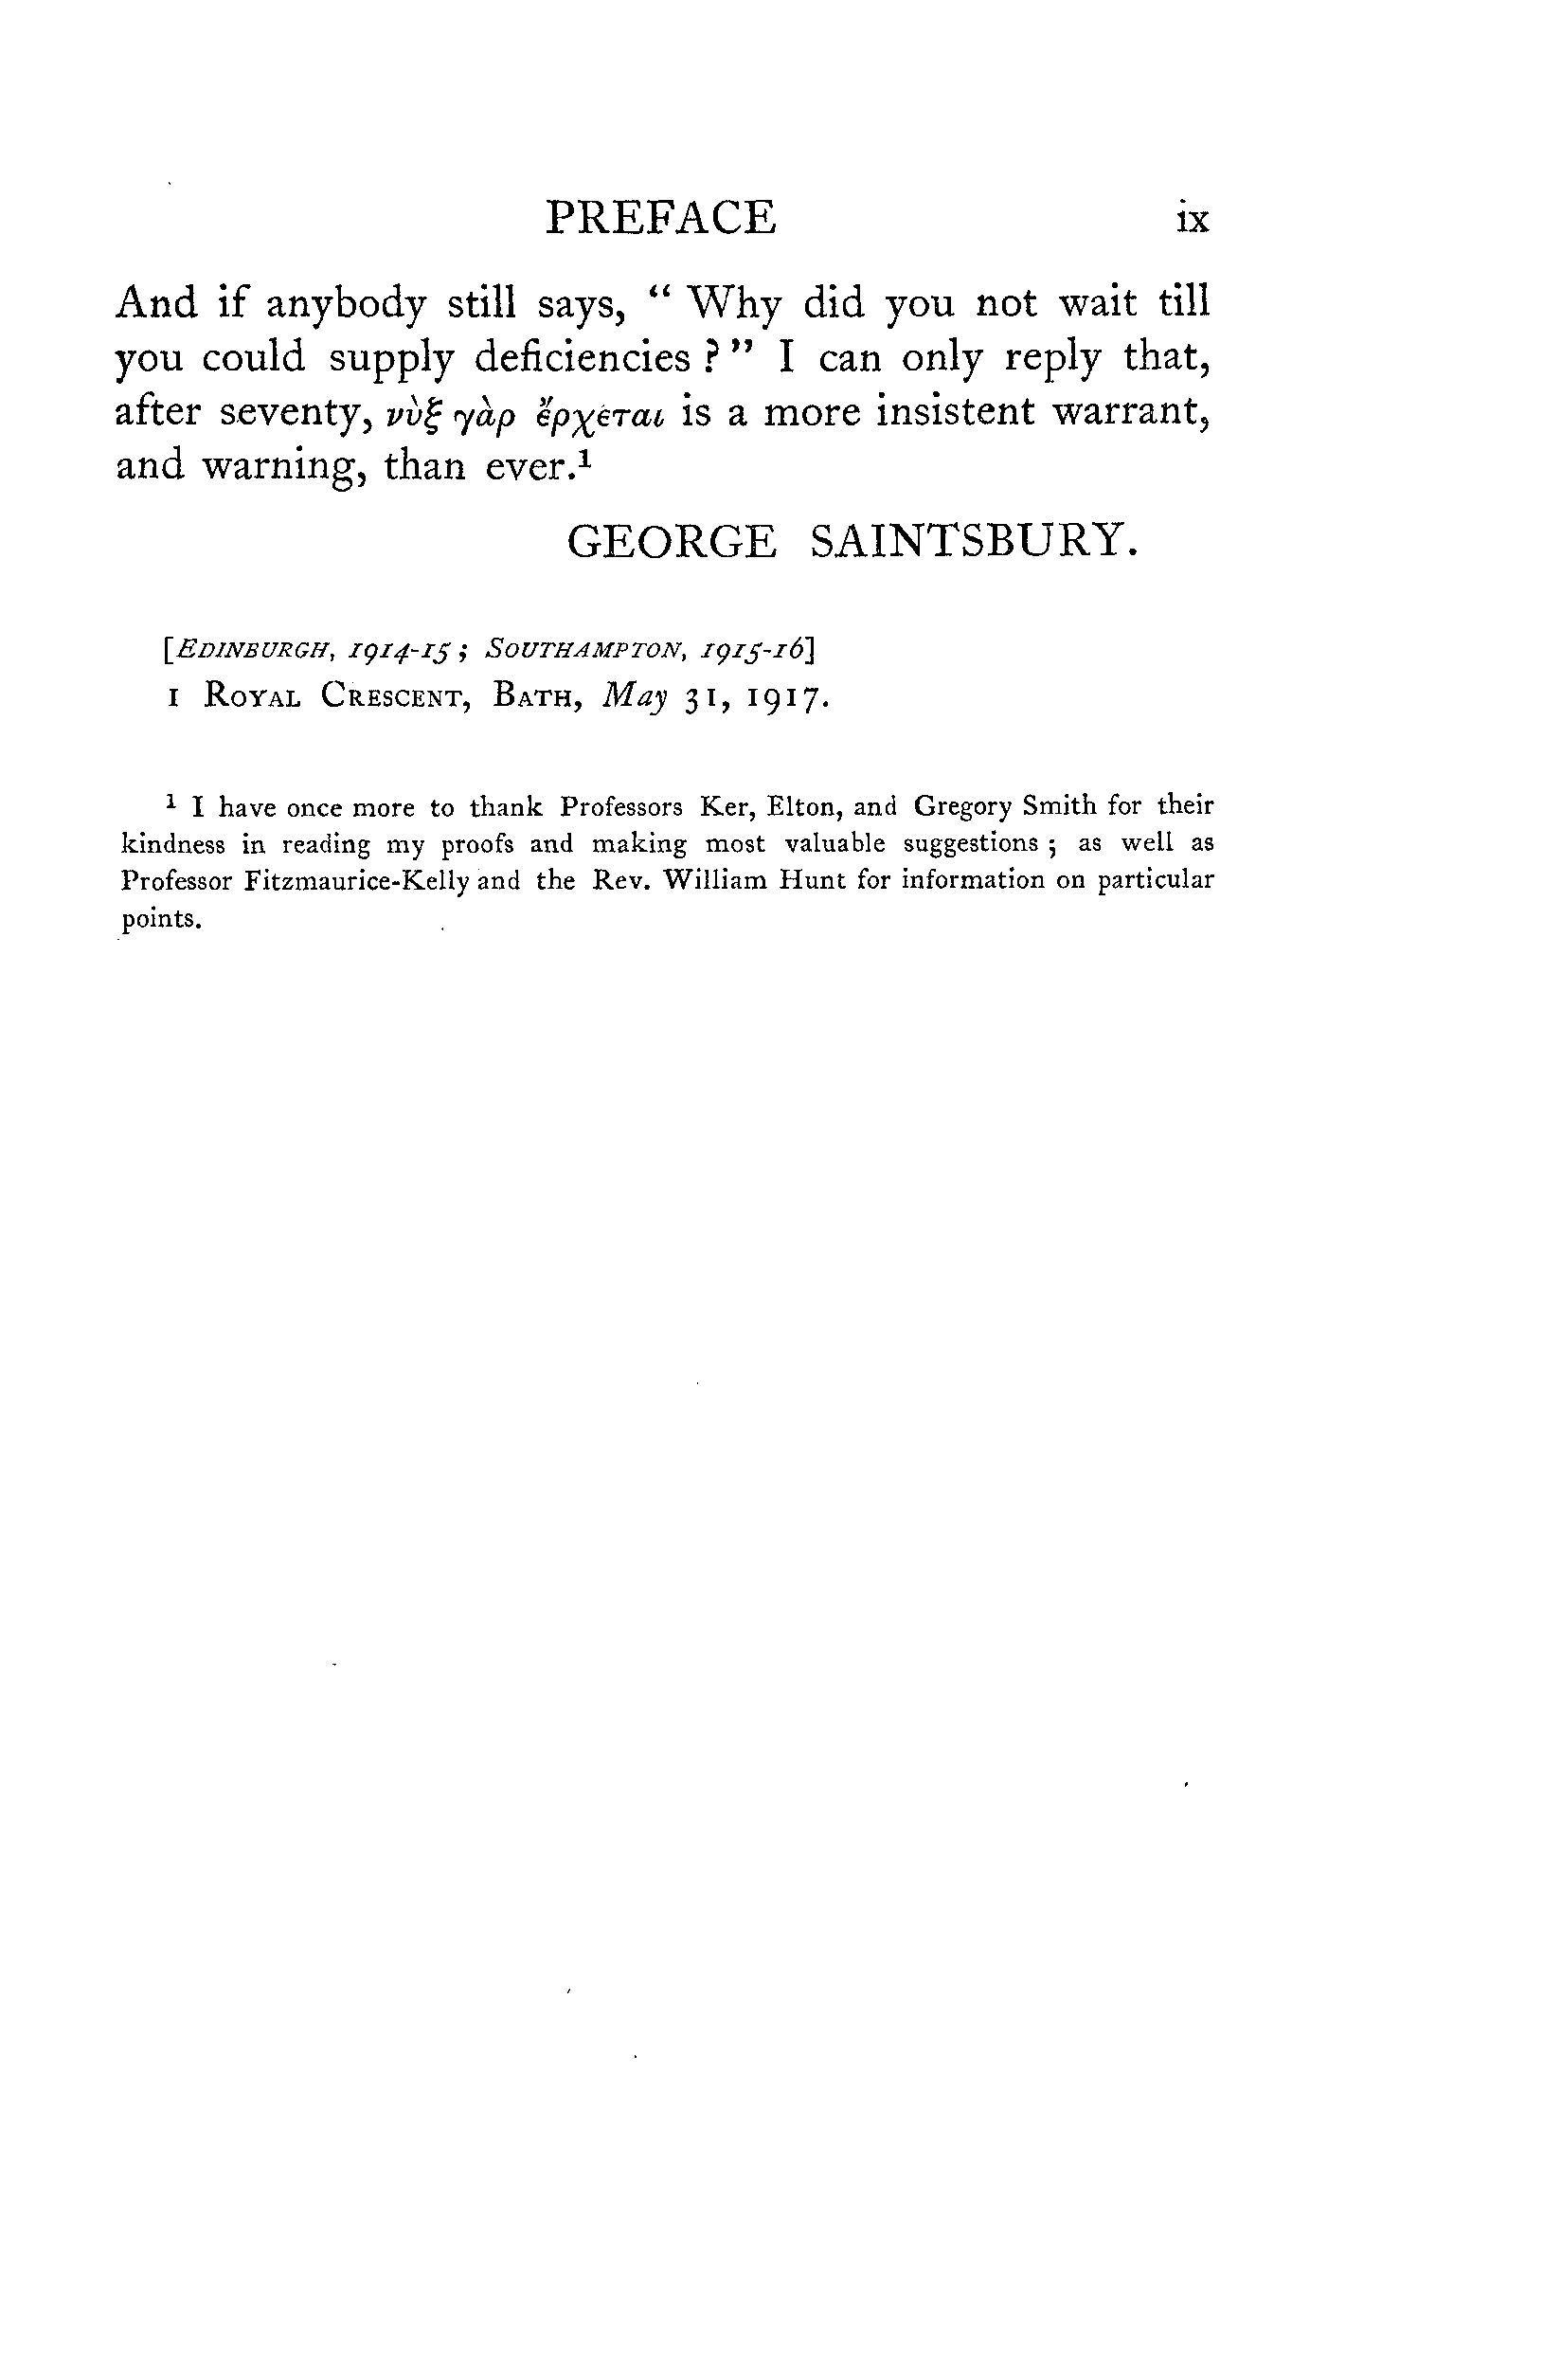 PREFACE ix
And if anybody still says, “ Why did you not wait till
you could supply deficiencies ? ” I can only reply that,
after seventy, νὺξ γὰρ ἔρχεται is a more insistent warrant,
and warning, than ever.¹
GEORGE SAINTSBURY.
[EDINBURGH, 1914-15 ; SOUTHAMPTON, 1915-16]
1 ROYAL CRESCENT, BATH, May 31, 1917.
¹ I have once more to thank Professors Ker, Elton, and Gregory Smith for their
kindness in reading my proofs and making most valuable suggestions ; as well as
Professor Fitzmaurice-Kelly and the Rev. William Hunt for information on particular
points.